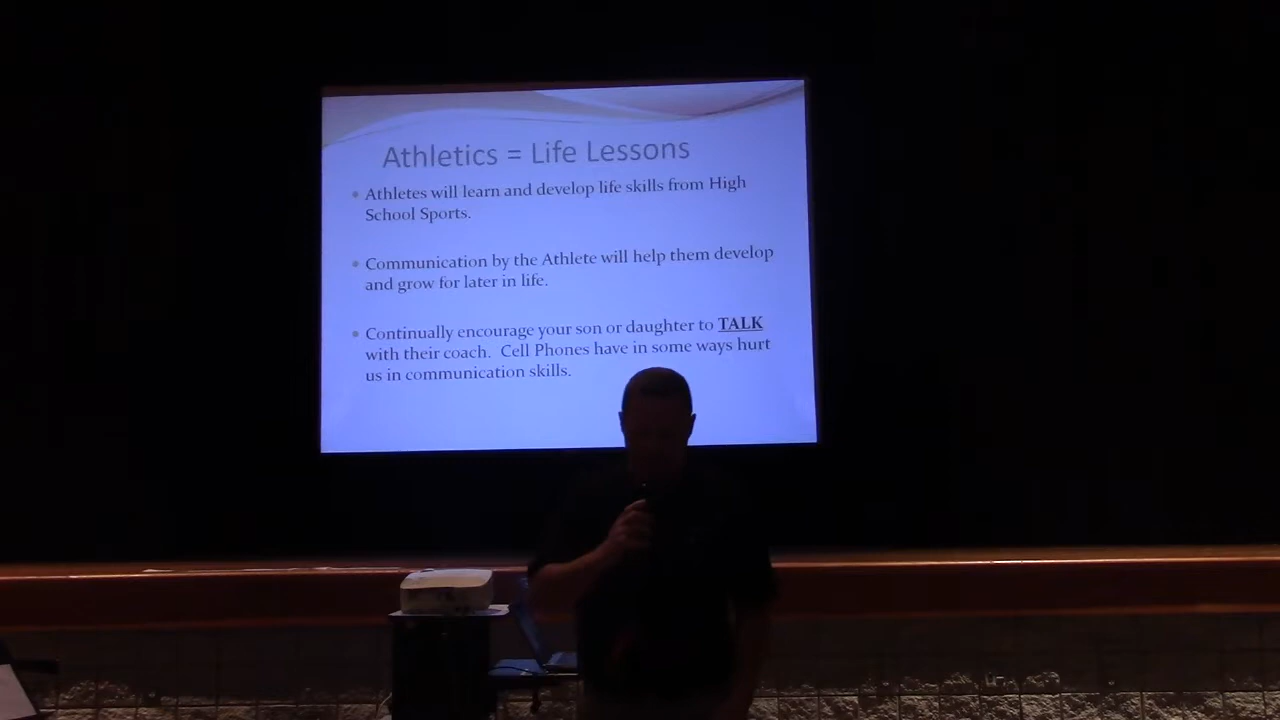 Athletics = Life Lessons
Athletes will learn and develop life skills from High
School Sports.
Communication by the Athlete will help them develop
and grow for later in life.
Continually encourage your son or daughter to TALK
with their coach. Cell Phones have in some ways hurt
us in communication skills.